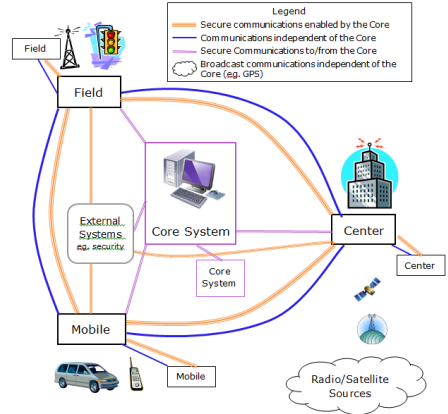 Legend
Secure communications enabled by the Core
Communications independent of the Core
Secure Communications to/from the Core
Broadcast communications independent of the
Core (eg. GPS)
Field
Field
External
Systems
eg, security
Core System
Center
Core
System
Center
Mobile
Mobile
Radio/Satellite
Sources